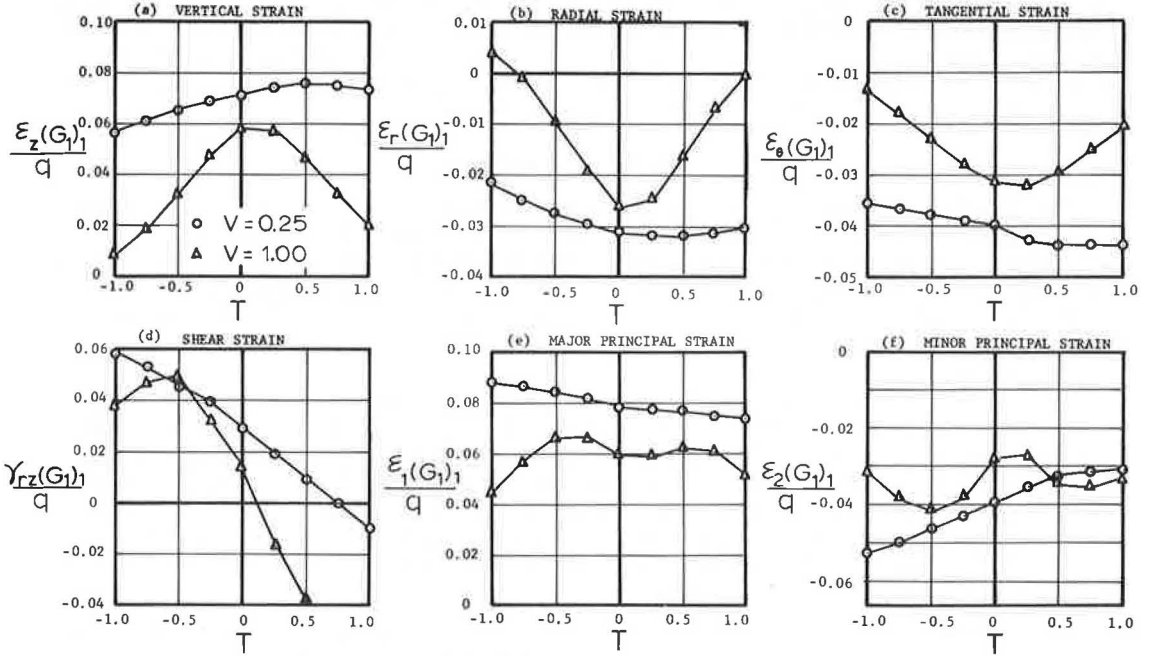 (a) VERTICAL STRAIN
0.10
0.08
0.06
0.04
0.02
0
εz(G1)1
q
V = 0.25
V = 1.00
-1.0 -0.5 0 0.5 1.0
T
(b) RADIAL STRAIN
0.01
0
-0.01
-0.02
-0.03
-0.04
εr(G1)1
q
-1.0 -0.5 0 0.5 1.0
T
(c) TANGENTIAL STRAIN
0
-0.01
-0.02
-0.03
-0.04
-0.05
εθ(G1)1
q
-1.0 -0.5 0 0.5 1.0
T
(d) SHEAR STRAIN
0.06
0.04
0.02
0
-0.02
-0.04
γrz(G1)1
q
-1.0 -0.5 0 0.5 1.0
T
(e) MAJOR PRINCIPAL STRAIN
0.10
0.08
0.06
0.04
0.02
0
ε1(G1)1
q
-1.0 -0.5 0 0.5 1.0
T
(f) MINOR PRINCIPAL STRAIN
0
-0.02
-0.04
-0.06
ε2(G1)1
q
-1.0 -0.5 0 0.5 1.0
T